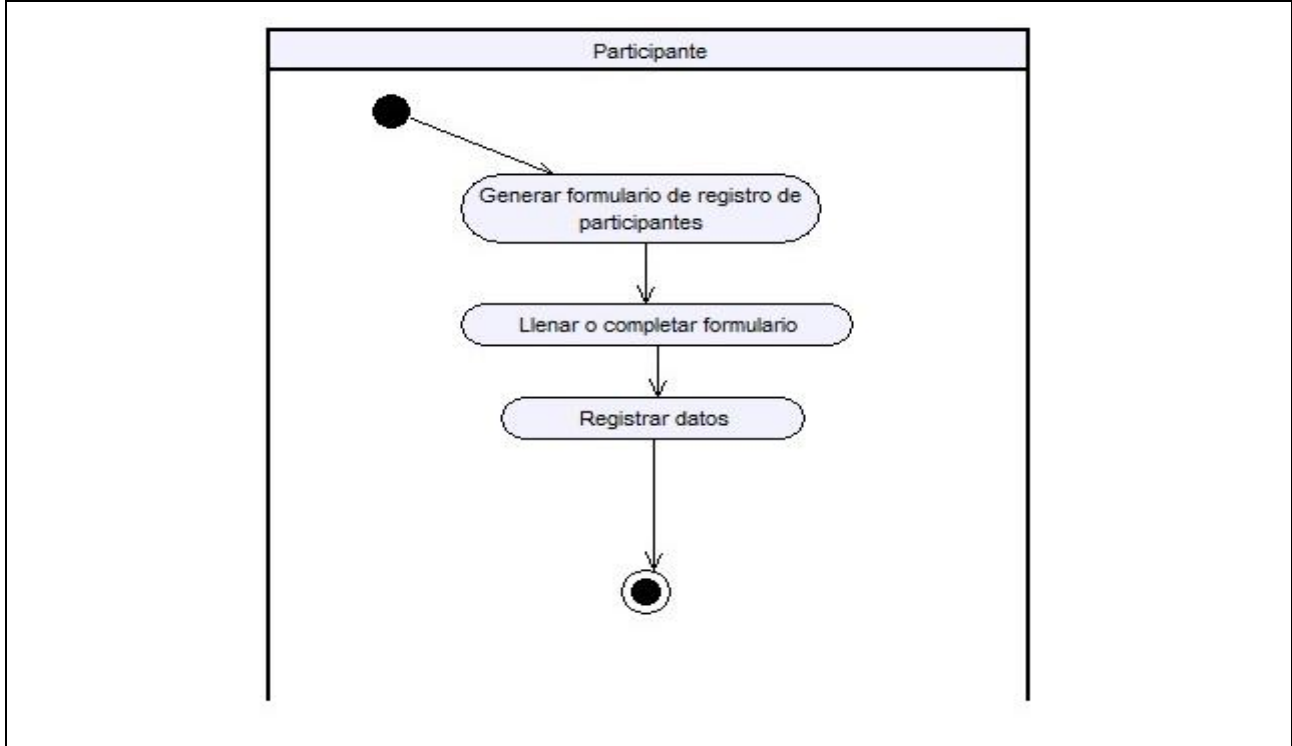 Participante
Generar formulario de registro de
participantes
Llenar o completar formulario
Registrar datos